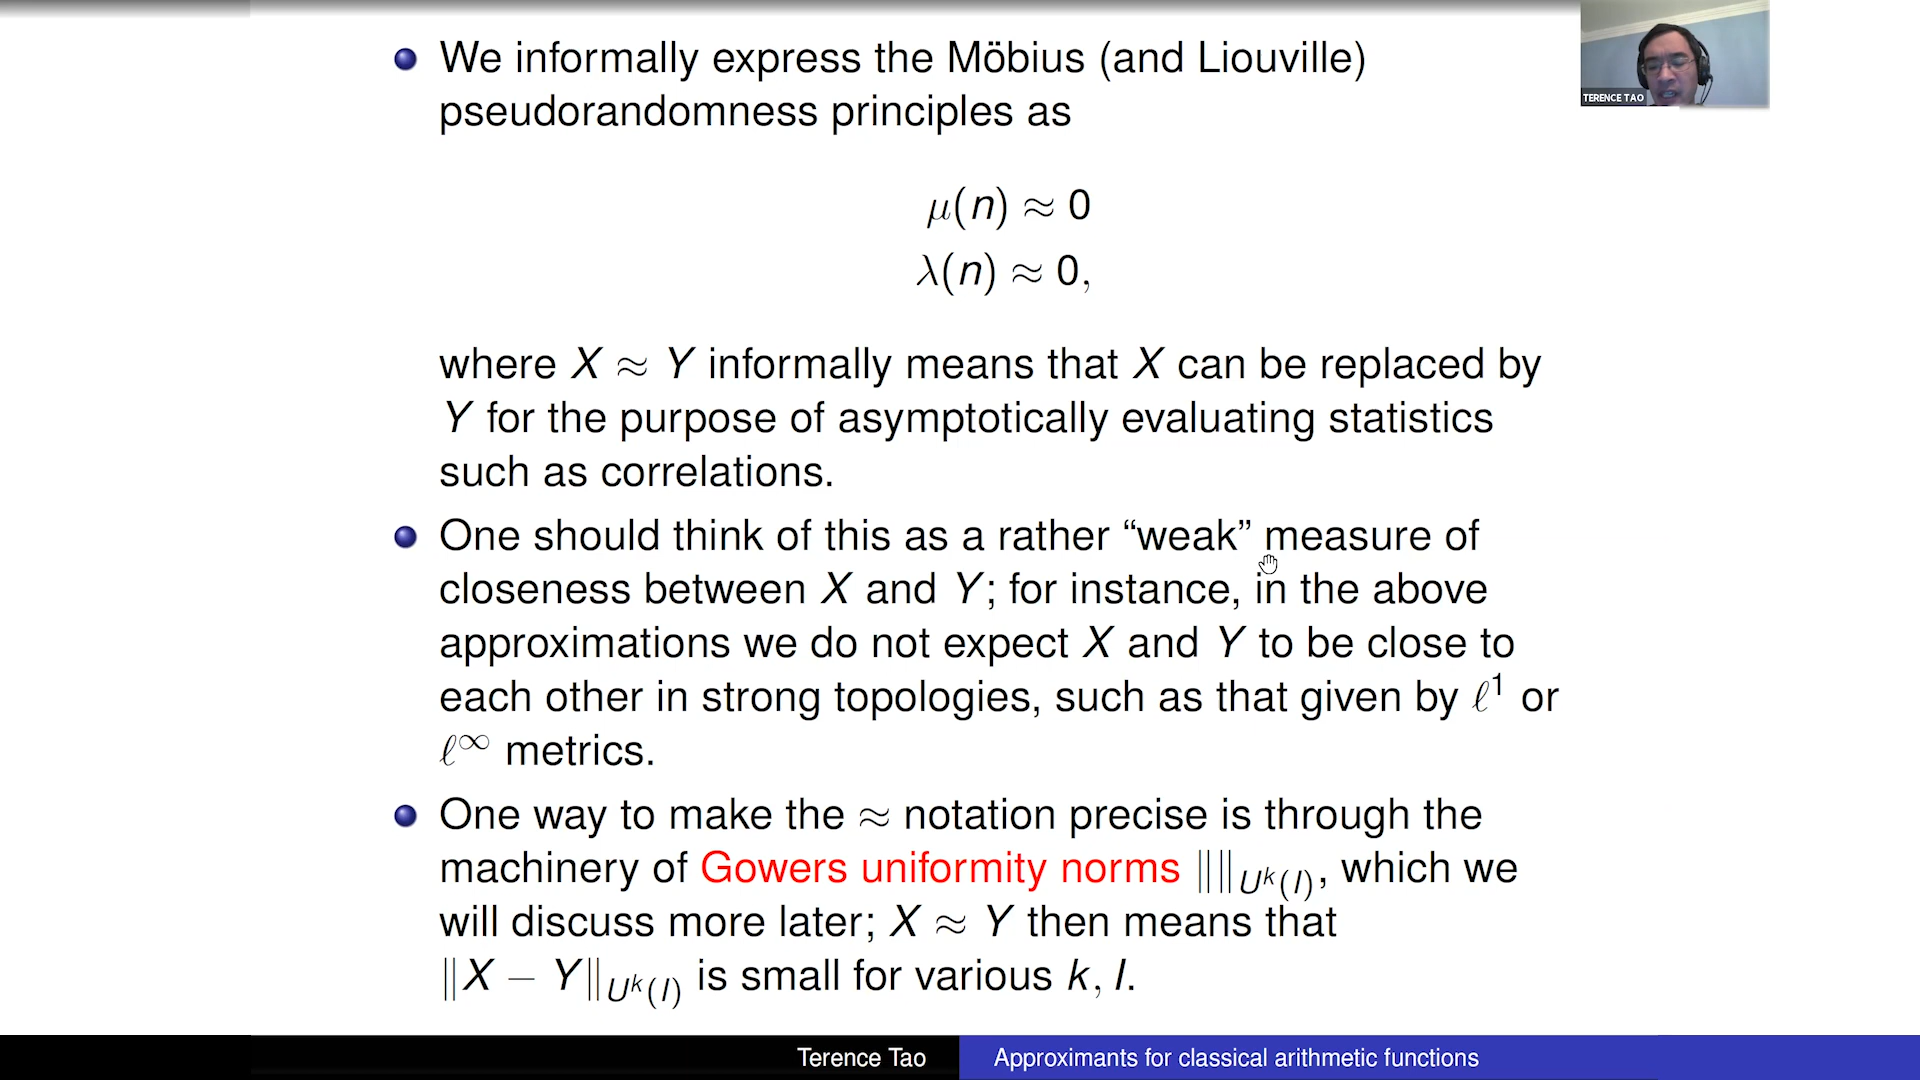 We informally express the Möbius (and Liouville)
pseudorandomness principles as
μ(n) ≈ 0
λ(n) ≈ 0,
where X ≈ Y informally means that X can be replaced by
Y for the purpose of asymptotically evaluating statistics
such as correlations.
One should think of this as a rather “weak” measure of
closeness between X and Y; for instance, in the above
approximations we do not expect X and Y to be close to
each other in strong topologies, such as that given by ℓ¹ or
ℓ^∞ metrics.
One way to make the ≈ notation precise is through the
machinery of Gowers uniformity norms ‖‖_{U^k(I)}, which we
will discuss more later; X ≈ Y then means that
‖X − Y‖_{U^k(I)} is small for various k, I.
TERENCE TAO
Terence Tao
Approximants for classical arithmetic functions